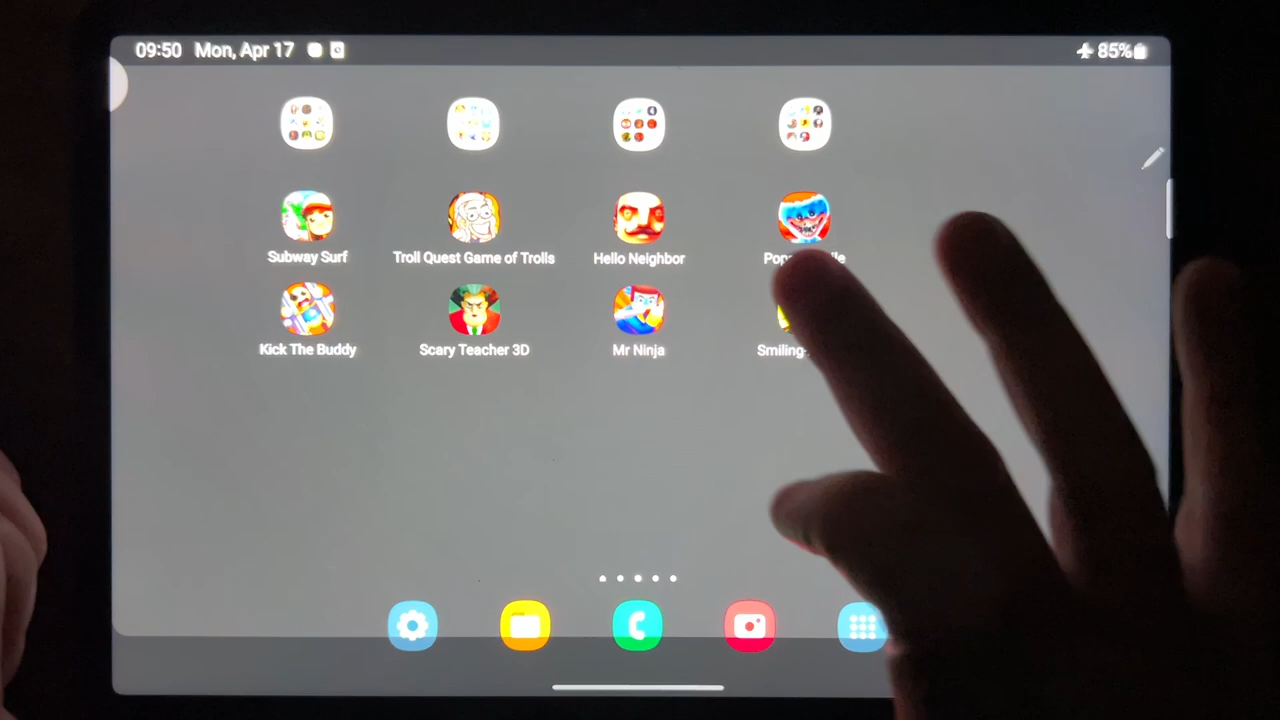 09:50 Mon, Apr 17 85%
Subway Surf Troll Quest Game of Trolls Hello Neighbor
Kick The Buddy Scary Teacher 3D Mr Ninja Smiling-